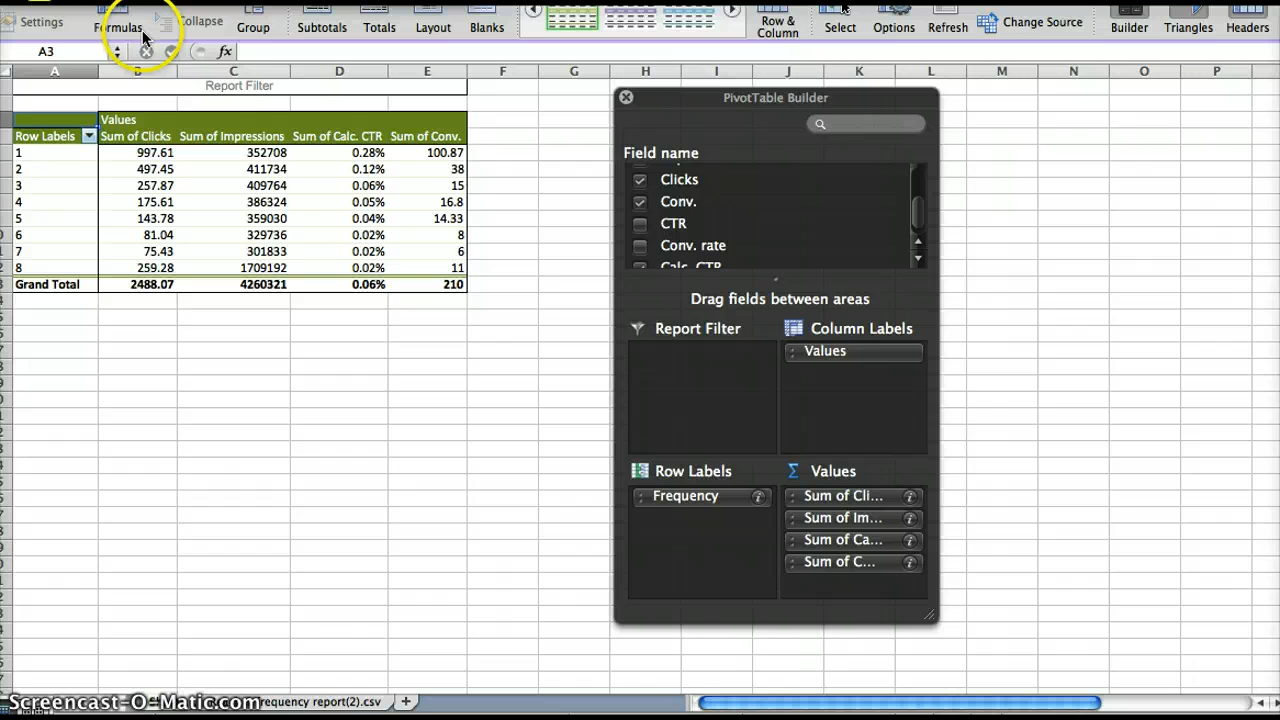 Settings Formulas Collapse Group Subtotals Totals Layout Blanks Row & Column Select Options Refresh Change Source Builder Triangles Headers
A3 fx
A B C D E F G H I J K L M N O P
Report Filter
Values
Row Labels Sum of Clicks Sum of Impressions Sum of Calc. CTR Sum of Conv.
1 997.61 352708 0.28% 100.87
2 497.45 411734 0.12% 38
3 257.87 409764 0.06% 15
4 175.61 386324 0.05% 16.8
5 143.78 359030 0.04% 14.33
6 81.04 329736 0.02% 8
7 75.43 301833 0.02% 6
8 259.28 1709192 0.02% 11
Grand Total 2488.07 4260321 0.06% 210
PivotTable Builder
Field name
Clicks
Conv.
CTR
Conv. rate
Calc. CTR
Drag fields between areas
Report Filter Column Labels
Values
Row Labels Σ Values
Frequency i Sum of Cli... i
Sum of Im... i
Sum of Ca... i
Sum of C... i
Screencast-O-Matic.com
requency report(2).csv +